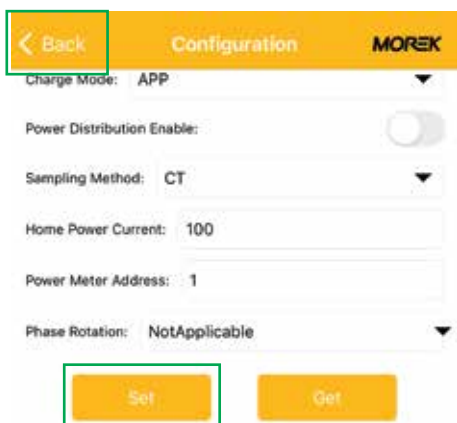 < Back Configuration MOREK
Charge Mode: APP
Power Distribution Enable:
Sampling Method: CT
Home Power Current: 100
Power Meter Address: 1
Phase Rotation: NotApplicable
Set Get